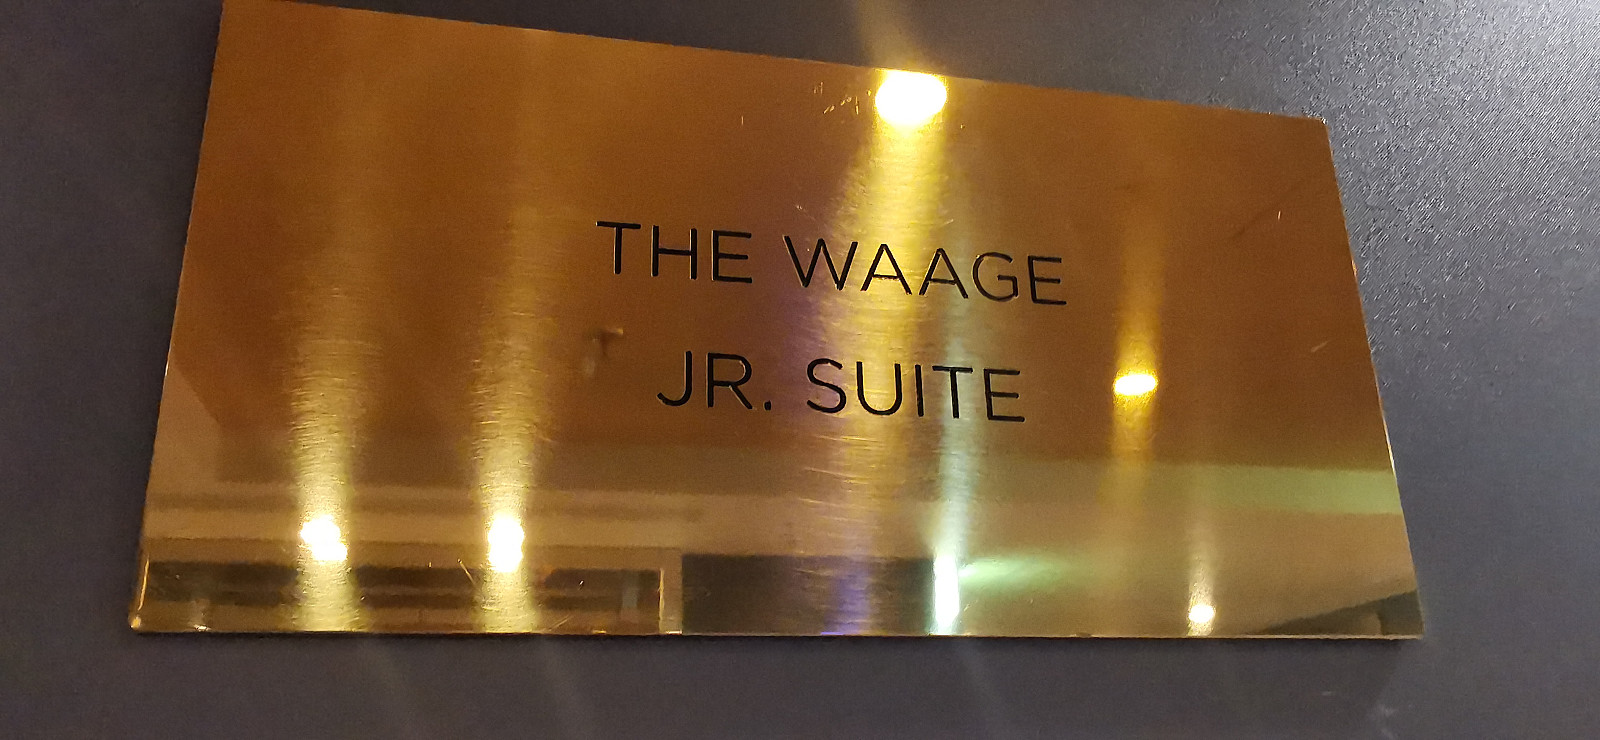 THE WAAGE
JR. SUITE